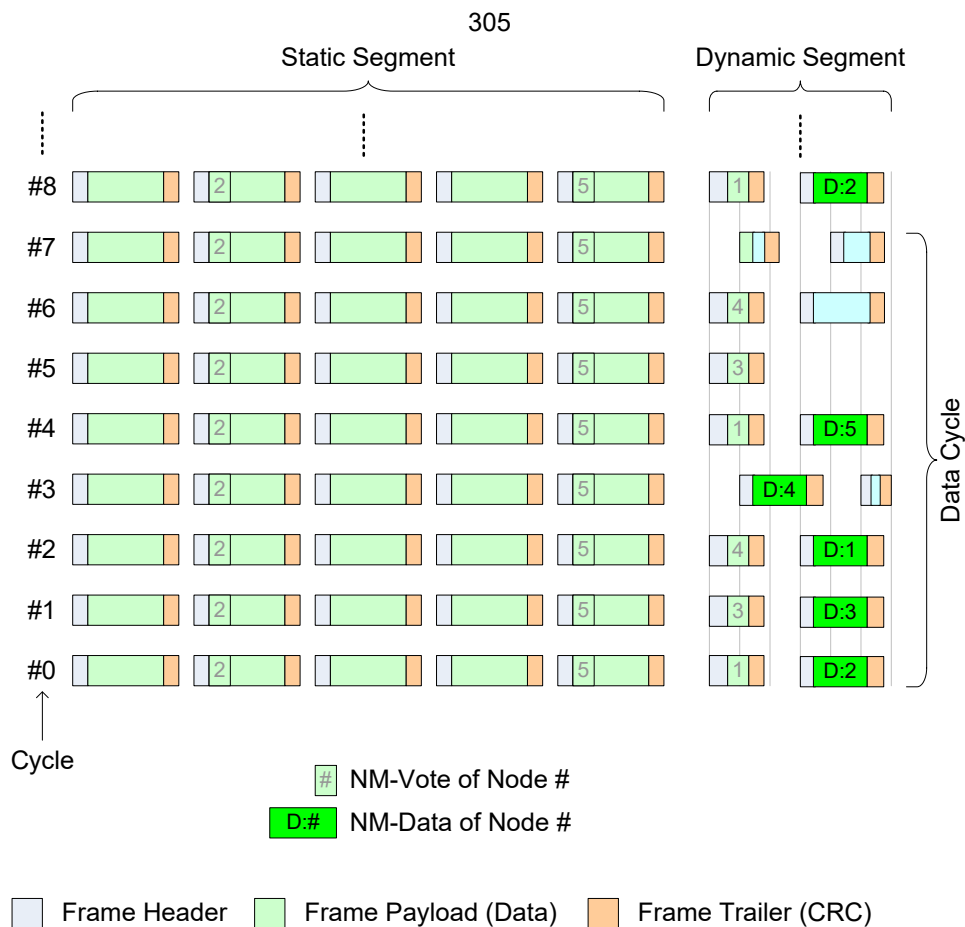 305
Static Segment Dynamic Segment
#8 2 5 1 D:2
#7 2 5
#6 2 5 4
#5 2 5 3
#4 2 5 1 D:5
#3 2 5 D:4
#2 2 5 4 D:1
#1 2 5 3 D:3
#0 2 5 1 D:2
Data Cycle
Cycle
# NM-Vote of Node #
D:# NM-Data of Node #
Frame Header Frame Payload (Data) Frame Trailer (CRC)